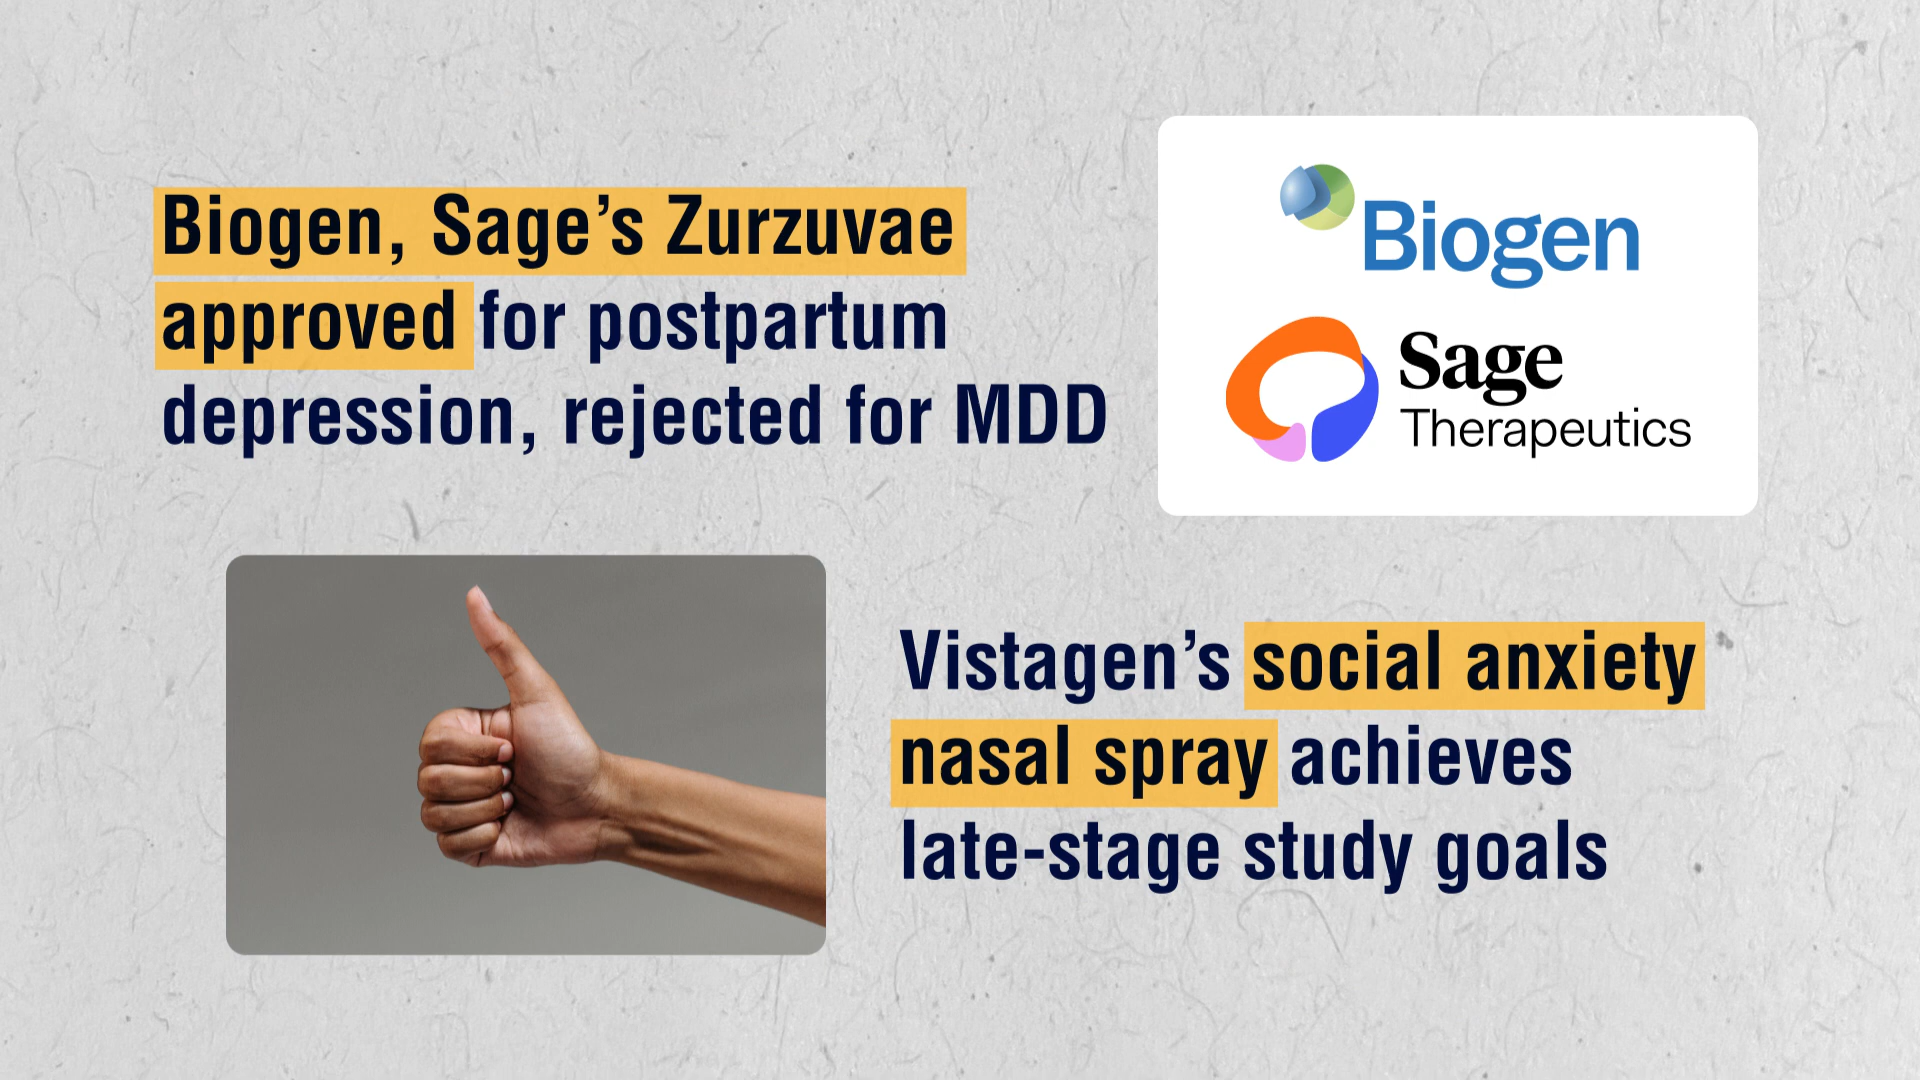 Biogen, Sage’s Zurzuvae
approved for postpartum
depression, rejected for MDD
Biogen
Sage
Therapeutics
Vistagen’s social anxiety
nasal spray achieves
late-stage study goals